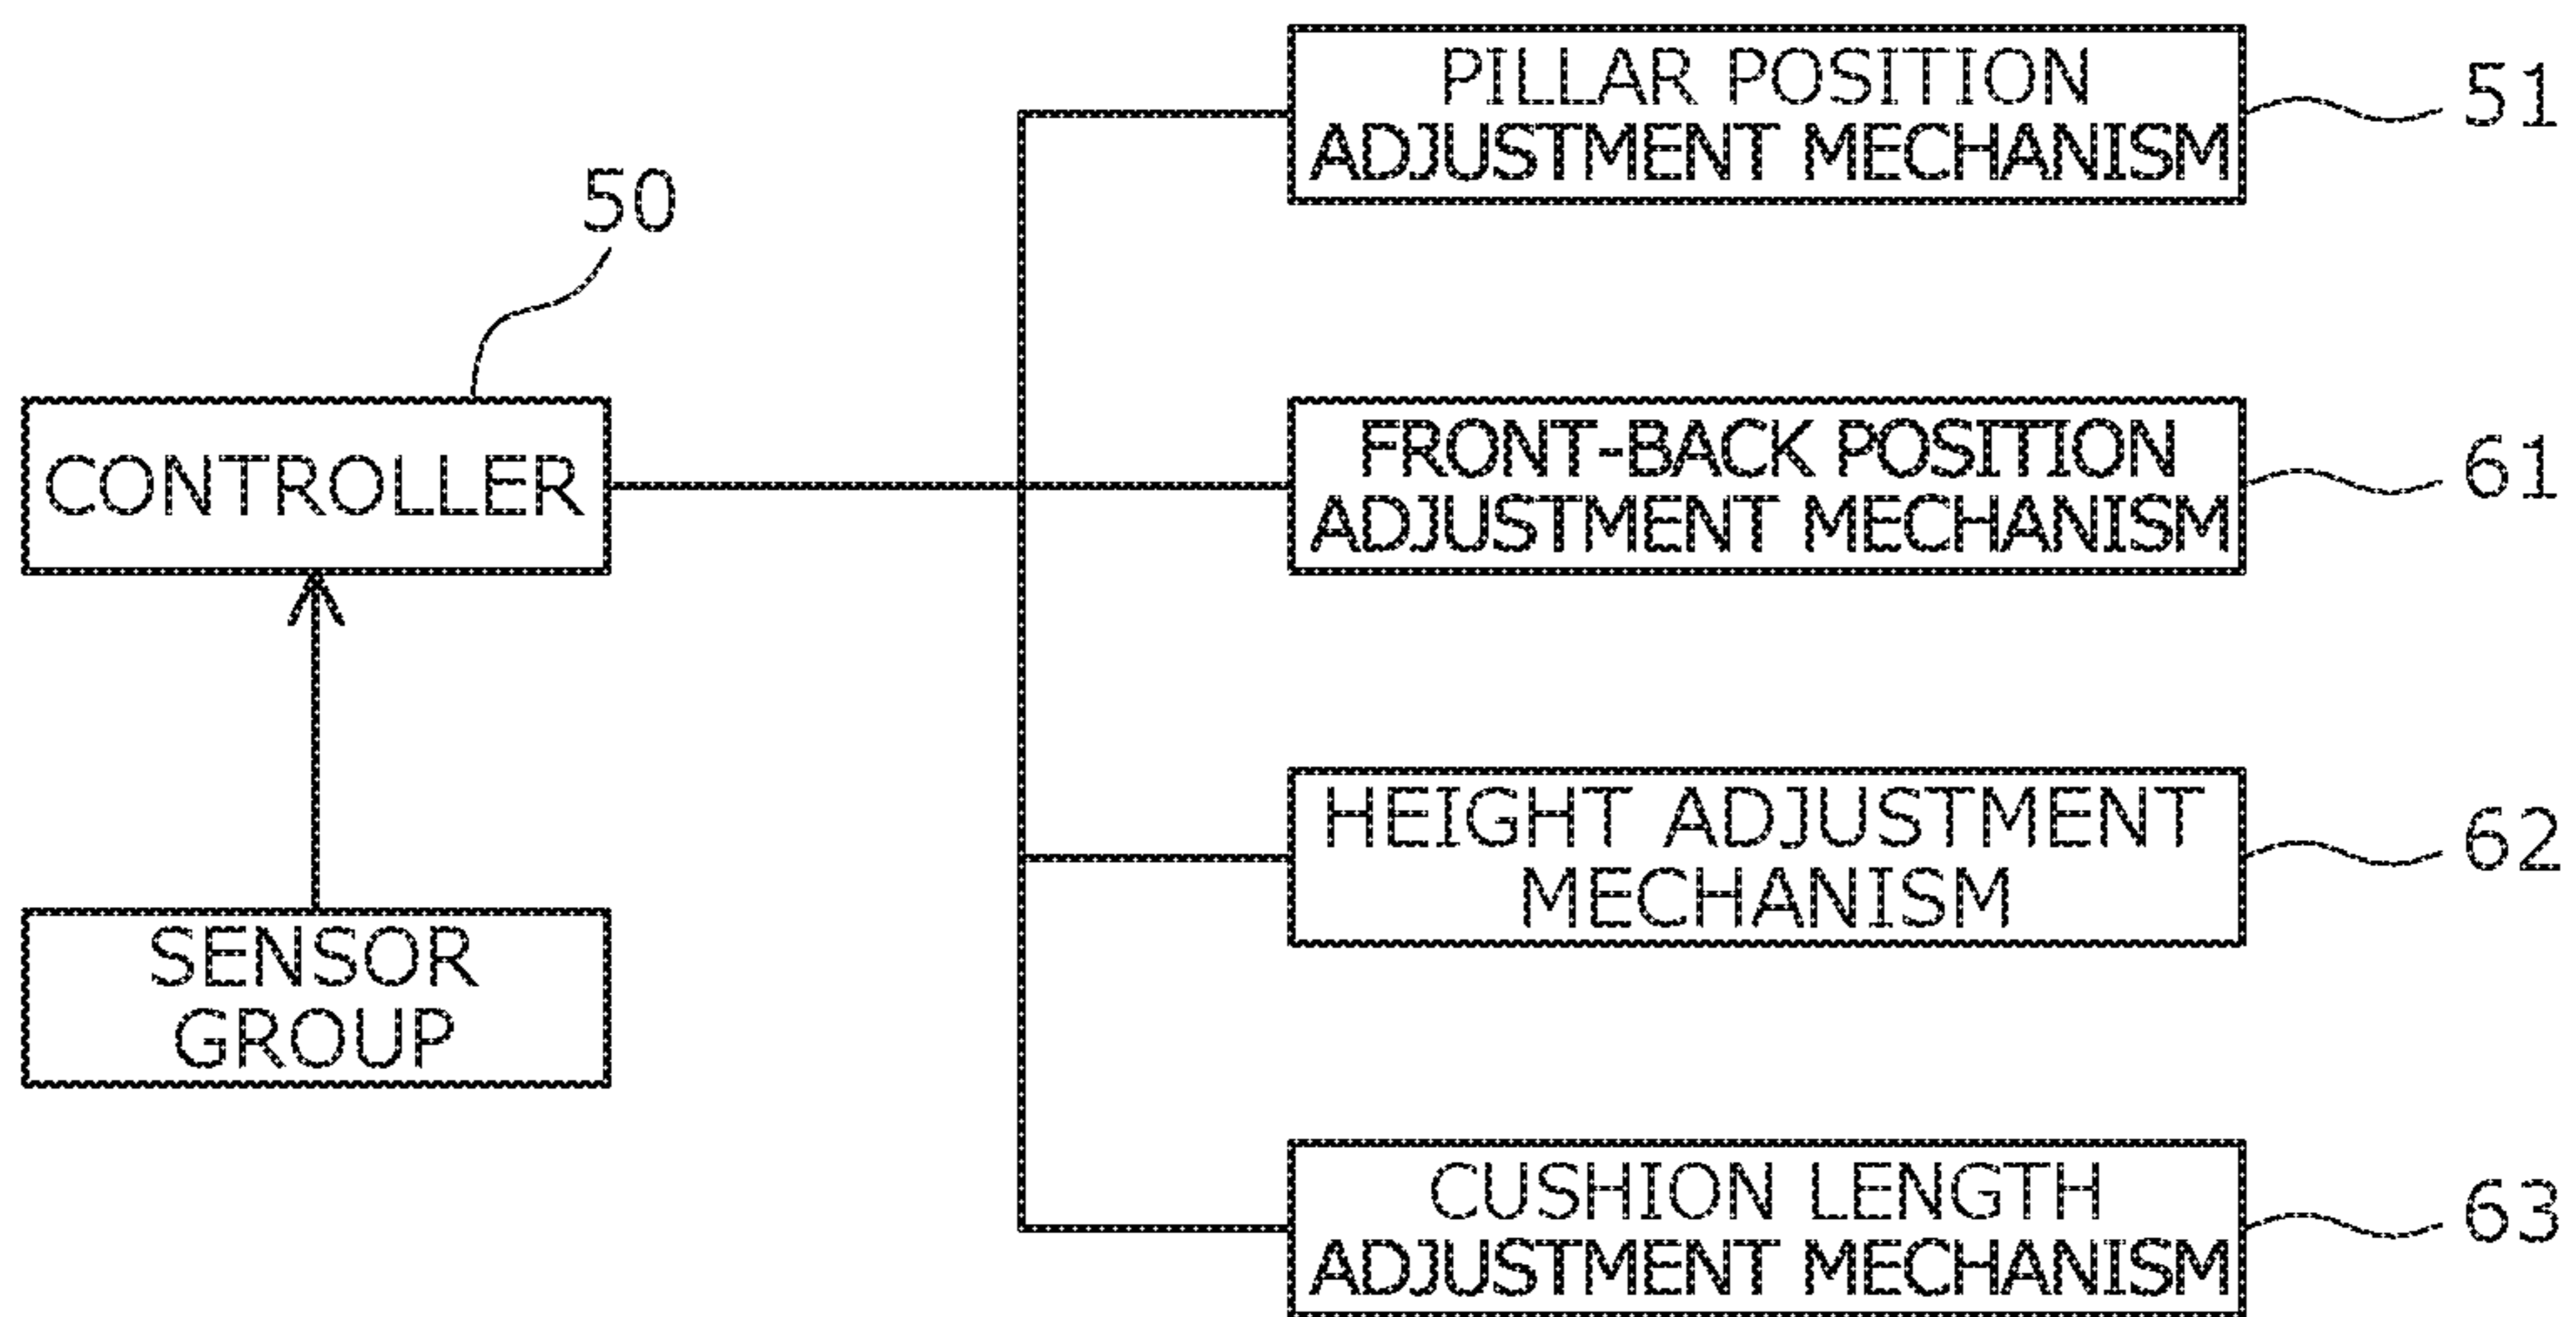 PILLAR POSITION
ADJUSTMENT MECHANISM
51
50
CONTROLLER
FRONT-BACK POSITION
ADJUSTMENT MECHANISM
61
HEIGHT ADJUSTMENT
MECHANISM
62
SENSOR
GROUP
CUSHION LENGTH
ADJUSTMENT MECHANISM
63